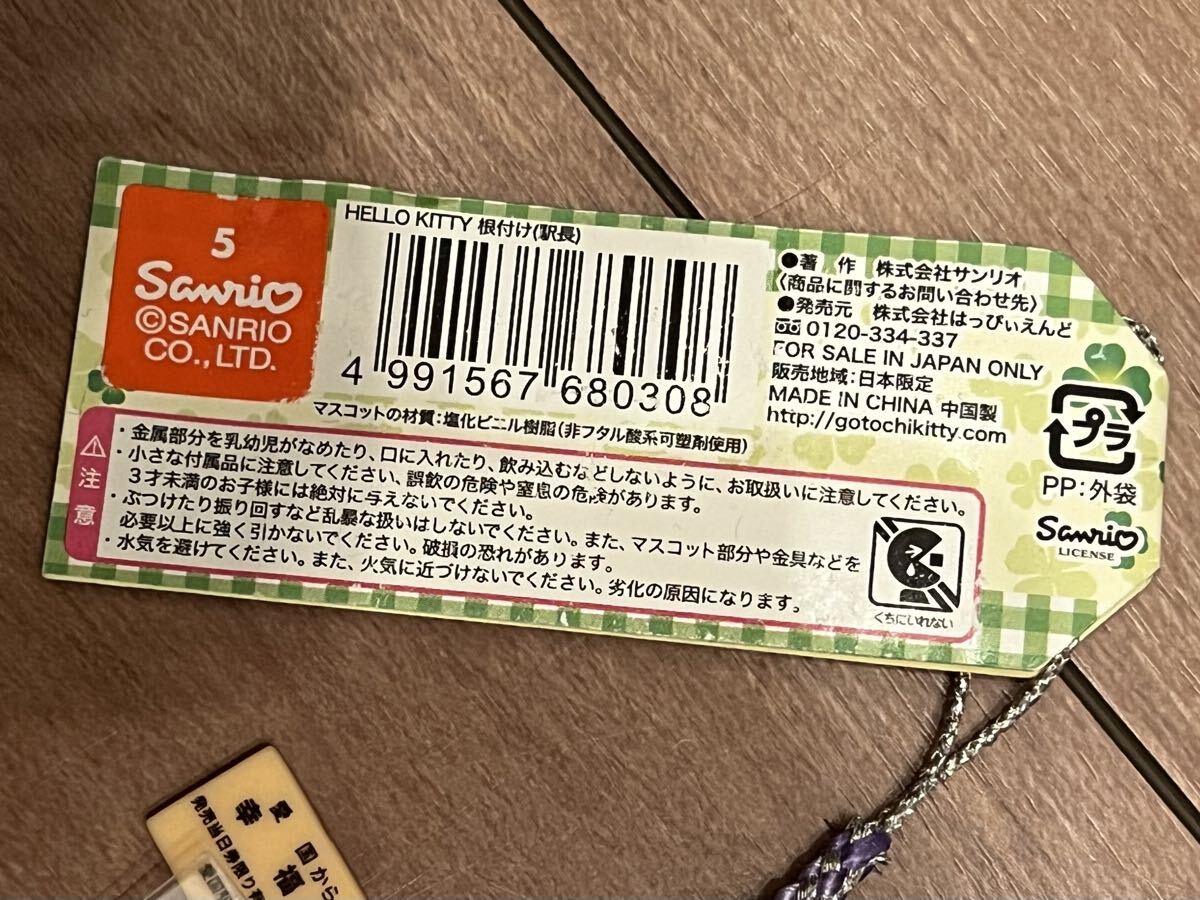 5
Sanrio
©SANRIO
CO., LTD.
HELLO KITTY 根付け(駅長)
4 991567 680308
マスコットの材質:塩化ビニル樹脂(非フタル酸系可塑剤使用)
●著 作 株式会社サンリオ
〈商品に関するお問い合わせ先〉
●発売元 株式会社はっぴぃえんど
0120-334-337
FOR SALE IN JAPAN ONLY
販売地域:日本限定
MADE IN CHINA 中国製
http://gotochikitty.com
プラ
PP:外袋
Sanrio
LICENSE
注意
・金属部分を乳幼児がなめたり、口に入れたり、飲み込むなどしないように、お取扱いに注意してください。
・小さな付属品に注意してください、誤飲の危険や窒息の危険があります。
3才未満のお子様には絶対に与えないでください。
・ぶつけたり振り回すなど乱暴な扱いはしないでください。また、マスコット部分や金具などを
必要以上に強く引かないでください。破損の恐れがあります。
・水気を避けてください。また、火気に近づけないでください。劣化の原因になります。
くちにいれない
愛国から
幸福
発売当日